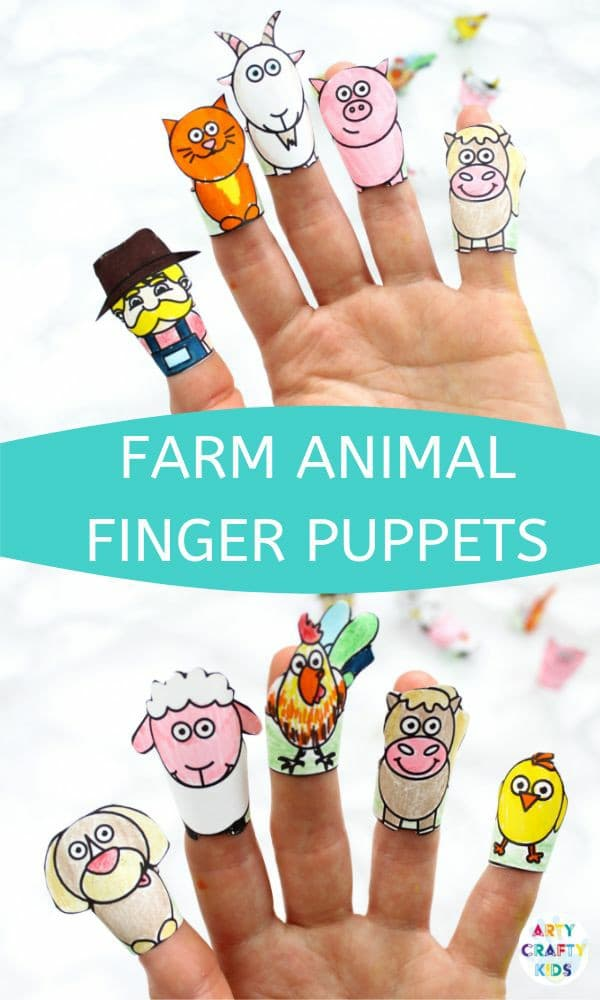 FARM ANIMAL
FINGER PUPPETS
ARTY
CRAFTY
KIDS